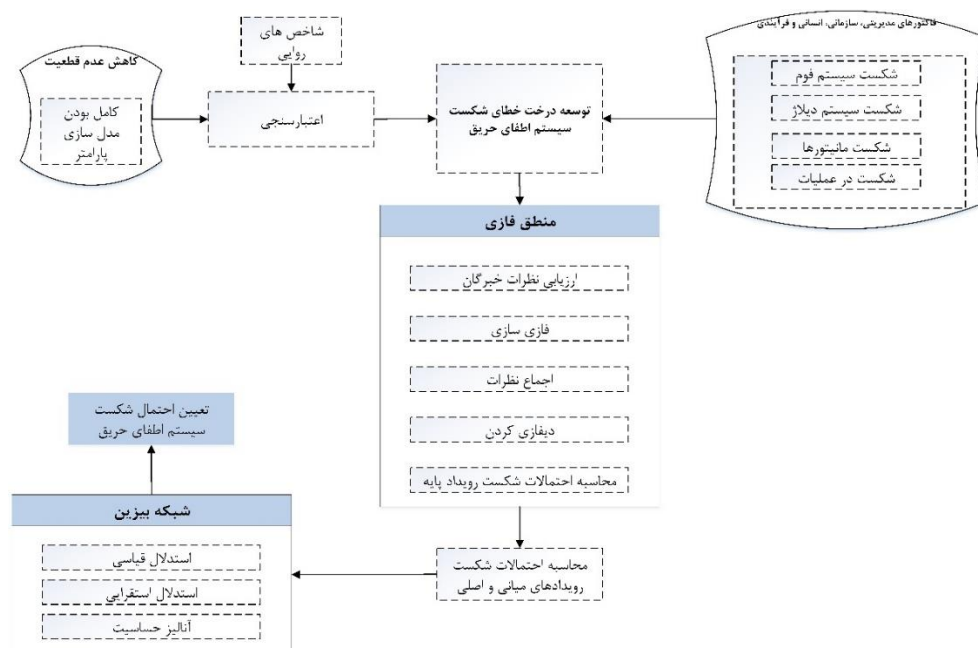 فاکتورهای مدیریتی، سازمانی، انسانی و فرآیندی
شکست سیستم فوم
شکست سیستم دیلاژ
شکست مانیتورها
شکست در عملیات
شاخص های
روایی
کاهش عدم قطعیت
کامل بودن
مدل سازی
پارامتر
اعتبارسنجی
توسعه درخت خطای شکست
سیستم اطفای حریق
منطق فازی
ارزیابی نظرات خبرگان
فازی سازی
اجماع نظرات
دیفازی کردن
محاسبه احتمالات شکست رویداد پایه
محاسبه احتمالات شکست
رویدادهای میانی و اصلی
شبکه بیزین
استدلال قیاسی
استدلال استقرایی
آنالیز حساسیت
تعیین احتمال شکست
سیستم اطفای حریق